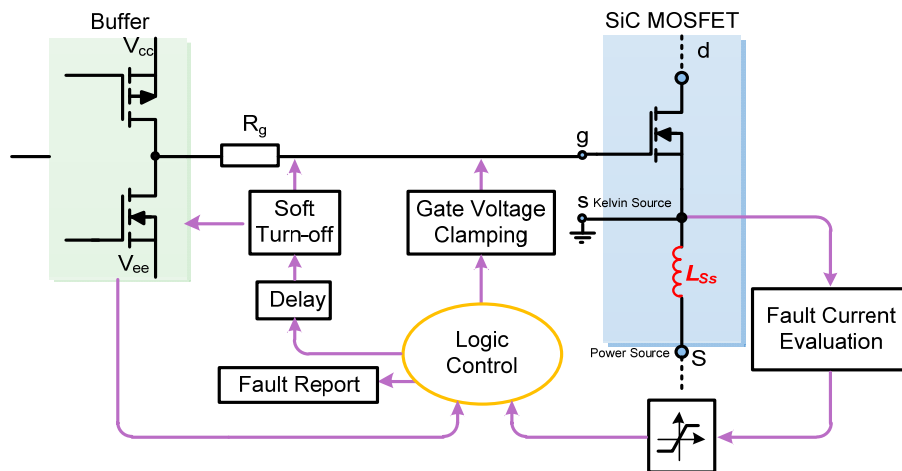 Buffer
SiC MOSFET
Vcc
d
Rg
g
S Kelvin Source
Soft
Turn-off
Gate Voltage
Clamping
Vee
LSs
Delay
Fault Current
Evaluation
Logic
Control
Power Source S
Fault Report